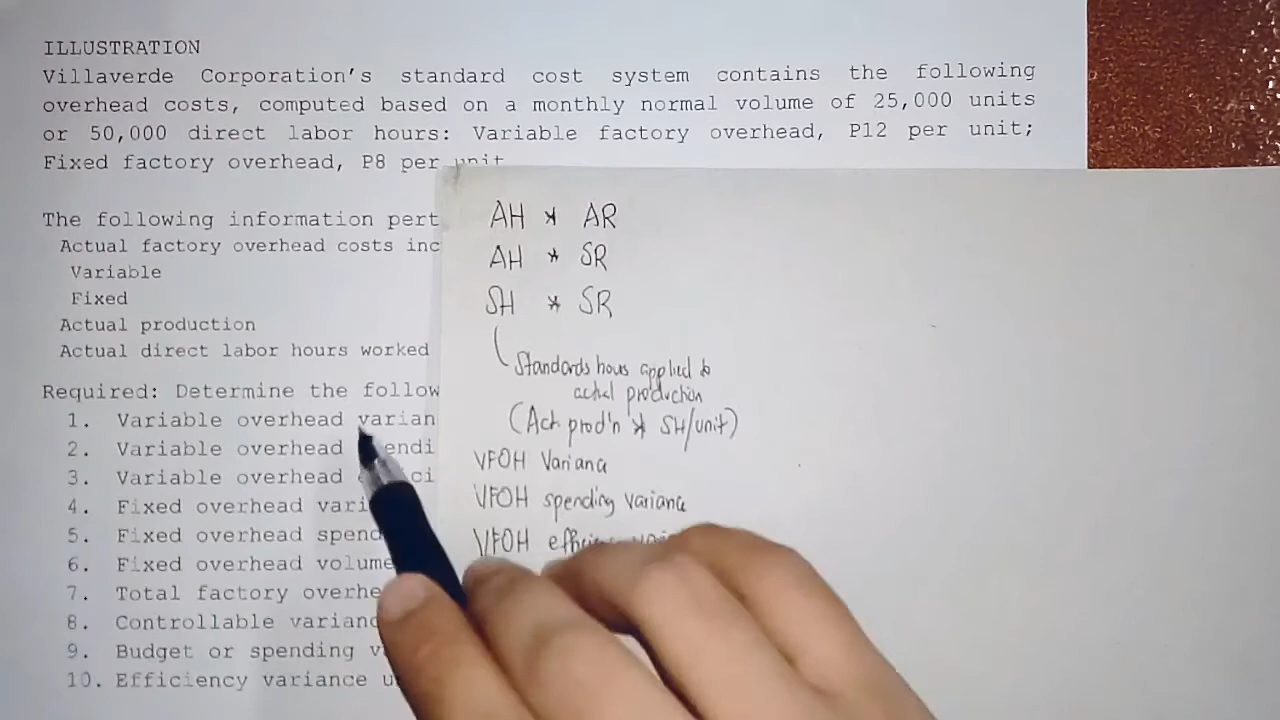 ILLUSTRATION
Villaverde Corporation's standard cost system contains the following
overhead costs, computed based on a monthly normal volume of 25,000 units
or 50,000 direct labor hours: Variable factory overhead, P12 per unit;
Fixed factory overhead, P8 per unit
The following information pert
Actual factory overhead costs inc
Variable
Fixed
Actual production
Actual direct labor hours worked
Required: Determine the follow
1. Variable overhead varian
2. Variable overhead endi
3. Variable overhead ci
4. Fixed overhead vari
5. Fixed overhead spend
6. Fixed overhead volume
7. Total factory overhe
8. Controllable varianc
9. Budget or spending v
10. Efficiency variance u
AH * AR
AH * SR
SH * SR
Standards hours applied to
actual production
(Act prod'n * SH/unit)
VFOH Variance
VFOH spending variance
VFOH